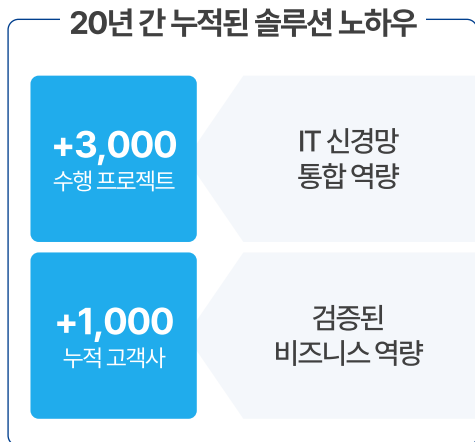 20년 간 누적된 솔루션 노하우
+3,000
수행 프로젝트
IT 신경망
통합 역량
+1,000
누적 고객사
검증된
비즈니스 역량